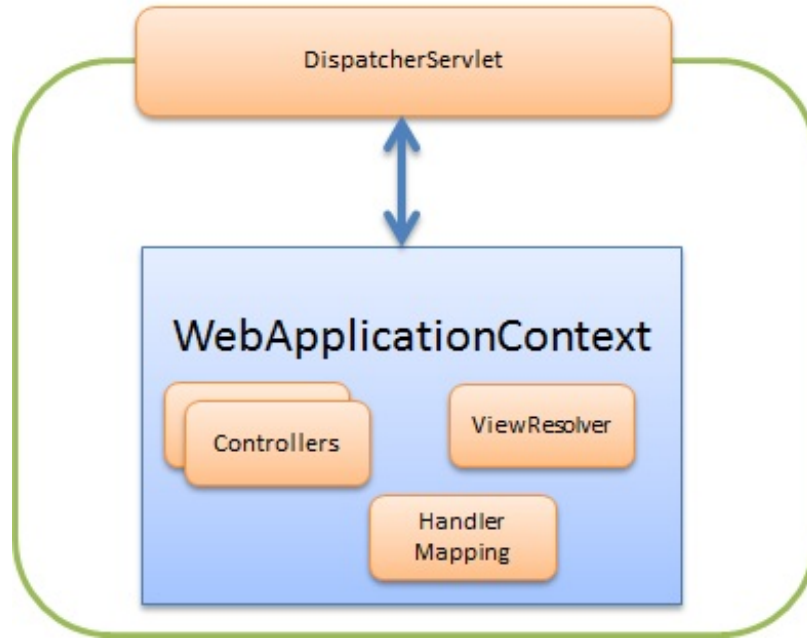 DispatcherServlet
WebApplicationContext
Controllers
ViewResolver
Handler
Mapping